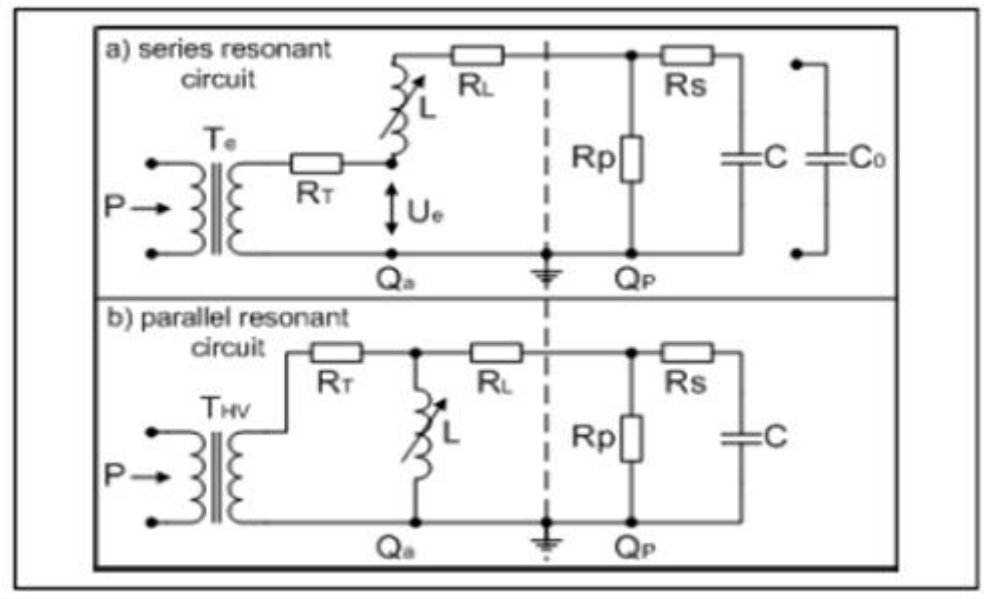 a) series resonant
circuit
RL
Rs
L
Te
Rp
C
C0
RT
P
Ue
Qa
QP
b) parallel resonant
circuit
RT
RL
Rs
THV
L
Rp
C
P
Qa
QP